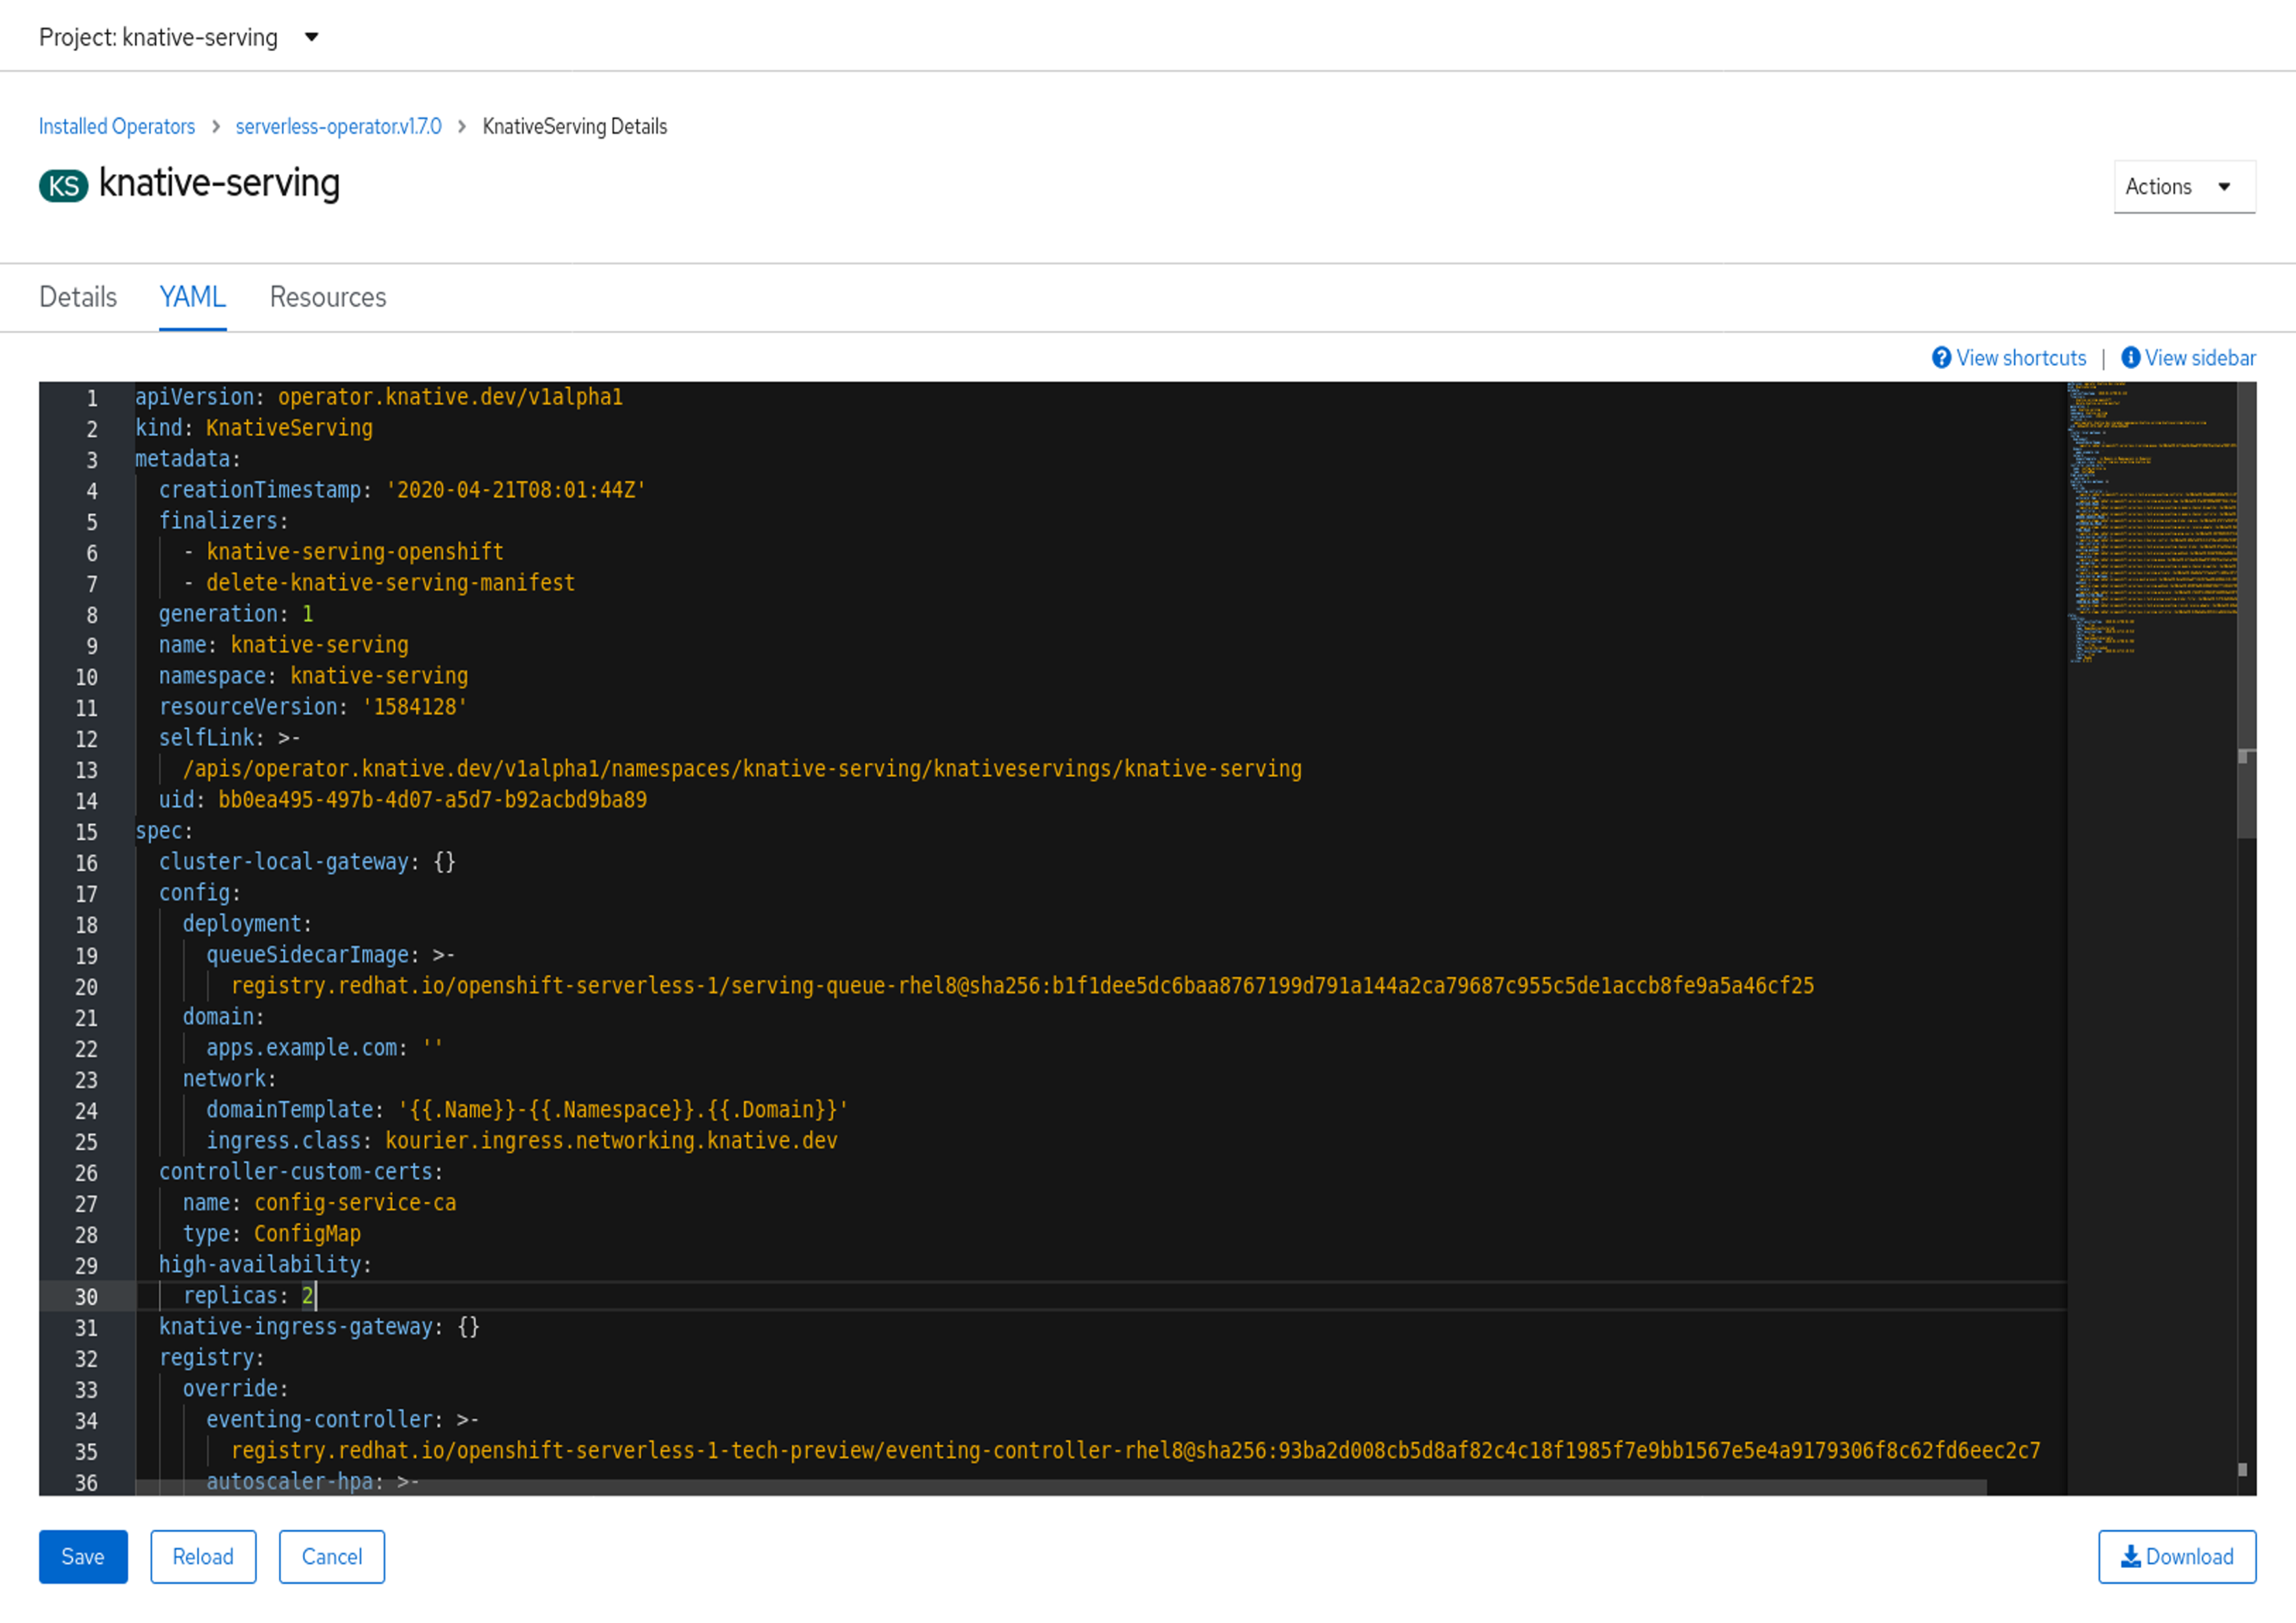 Project: knative-serving
Installed Operators > serverless-operator.v1.7.0 > KnativeServing Details
KS knative-serving
Actions
Details YAML Resources
View shortcuts | View sidebar
1 apiVersion: operator.knative.dev/v1alpha1
2 kind: KnativeServing
3 metadata:
4   creationTimestamp: '2020-04-21T08:01:44Z'
5   finalizers:
6     - knative-serving-openshift
7     - delete-knative-serving-manifest
8   generation: 1
9   name: knative-serving
10   namespace: knative-serving
11   resourceVersion: '1584128'
12   selfLink: >-
13     /apis/operator.knative.dev/v1alpha1/namespaces/knative-serving/knativeservings/knative-serving
14   uid: bb0ea495-497b-4d07-a5d7-b92acbd9ba89
15 spec:
16   cluster-local-gateway: {}
17   config:
18     deployment:
19       queueSidecarImage: >-
20         registry.redhat.io/openshift-serverless-1/serving-queue-rhel8@sha256:b1f1dee5dc6baa8767199d791a144a2ca79687c955c5de1accb8fe9a5a46cf25
21     domain:
22       apps.example.com: ''
23     network:
24       domainTemplate: '{{.Name}}-{{.Namespace}}.{{.Domain}}'
25       ingress.class: kourier.ingress.networking.knative.dev
26   controller-custom-certs:
27     name: config-service-ca
28     type: ConfigMap
29   high-availability:
30     replicas: 2
31   knative-ingress-gateway: {}
32   registry:
33     override:
34       eventing-controller: >-
35         registry.redhat.io/openshift-serverless-1-tech-preview/eventing-controller-rhel8@sha256:93ba2d008cb5d8af82c4c18f1985f7e9bb1567e5e4a9179306f8c62fd6eec2c7
36       autoscaler-hpa: >-
Save Reload Cancel Download